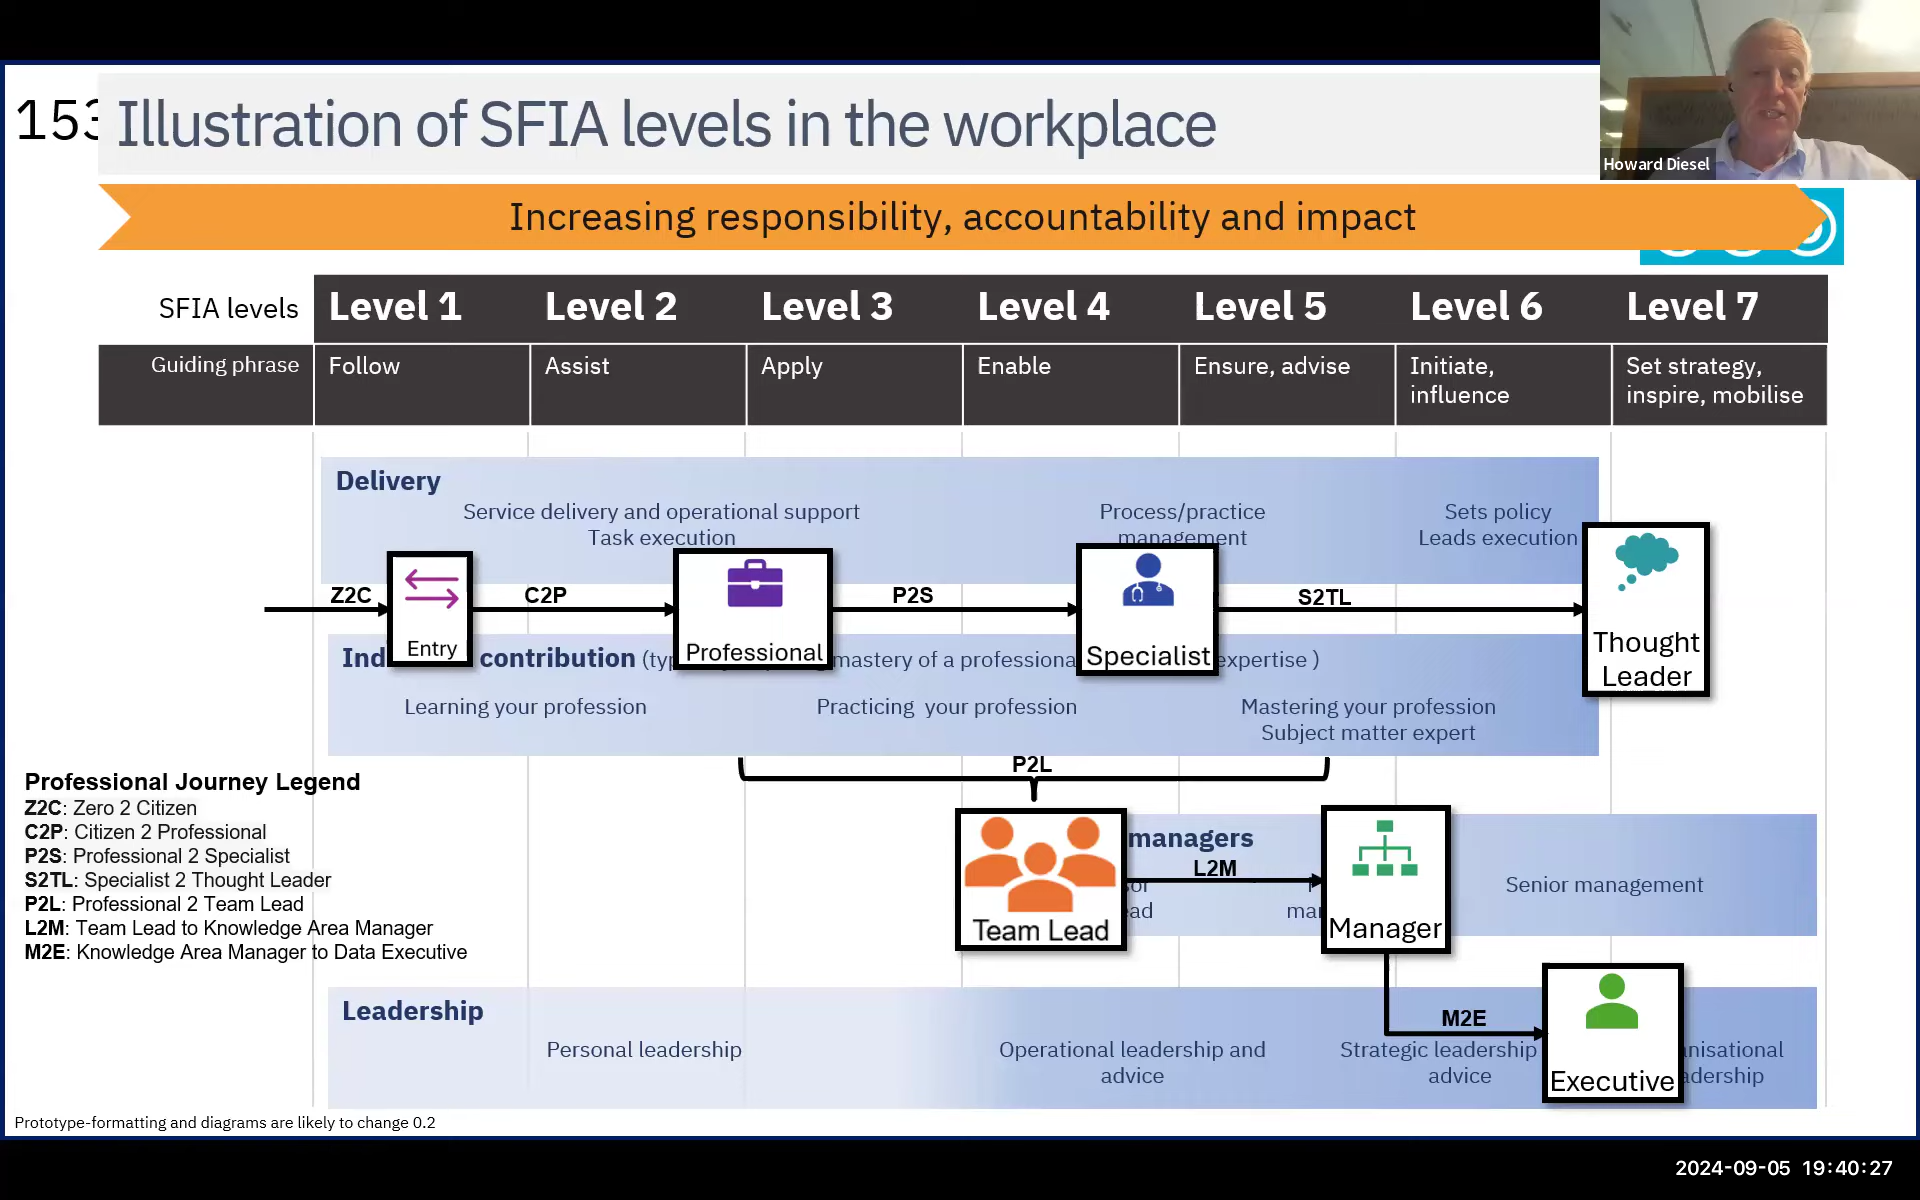 153
Illustration of SFIA levels in the workplace
Howard Diesel
Increasing responsibility, accountability and impact
SFIA levels
Level 1
Level 2
Level 3
Level 4
Level 5
Level 6
Level 7
Guiding phrase
Follow
Assist
Apply
Enable
Ensure, advise
Initiate,
influence
Set strategy,
inspire, mobilise
Delivery
Service delivery and operational support
Task execution
Process/practice
management
Sets policy
Leads execution
Z2C
Entry
C2P
Professional
P2S
Specialist
S2TL
Thought
Leader
contribution
mastery of a
expertise )
Learning your profession
Practicing your profession
Mastering your profession
Subject matter expert
P2L
Professional Journey Legend
Z2C: Zero 2 Citizen
C2P: Citizen 2 Professional
P2S: Professional 2 Specialist
S2TL: Specialist 2 Thought Leader
P2L: Professional 2 Team Lead
L2M: Team Lead to Knowledge Area Manager
M2E: Knowledge Area Manager to Data Executive
Team Lead
managers
L2M
Manager
Senior management
Leadership
Personal leadership
Operational leadership and
advice
Strategic leadership
advice
M2E
Executive
Prototype-formatting and diagrams are likely to change 0.2
2024-09-05 19:40:27